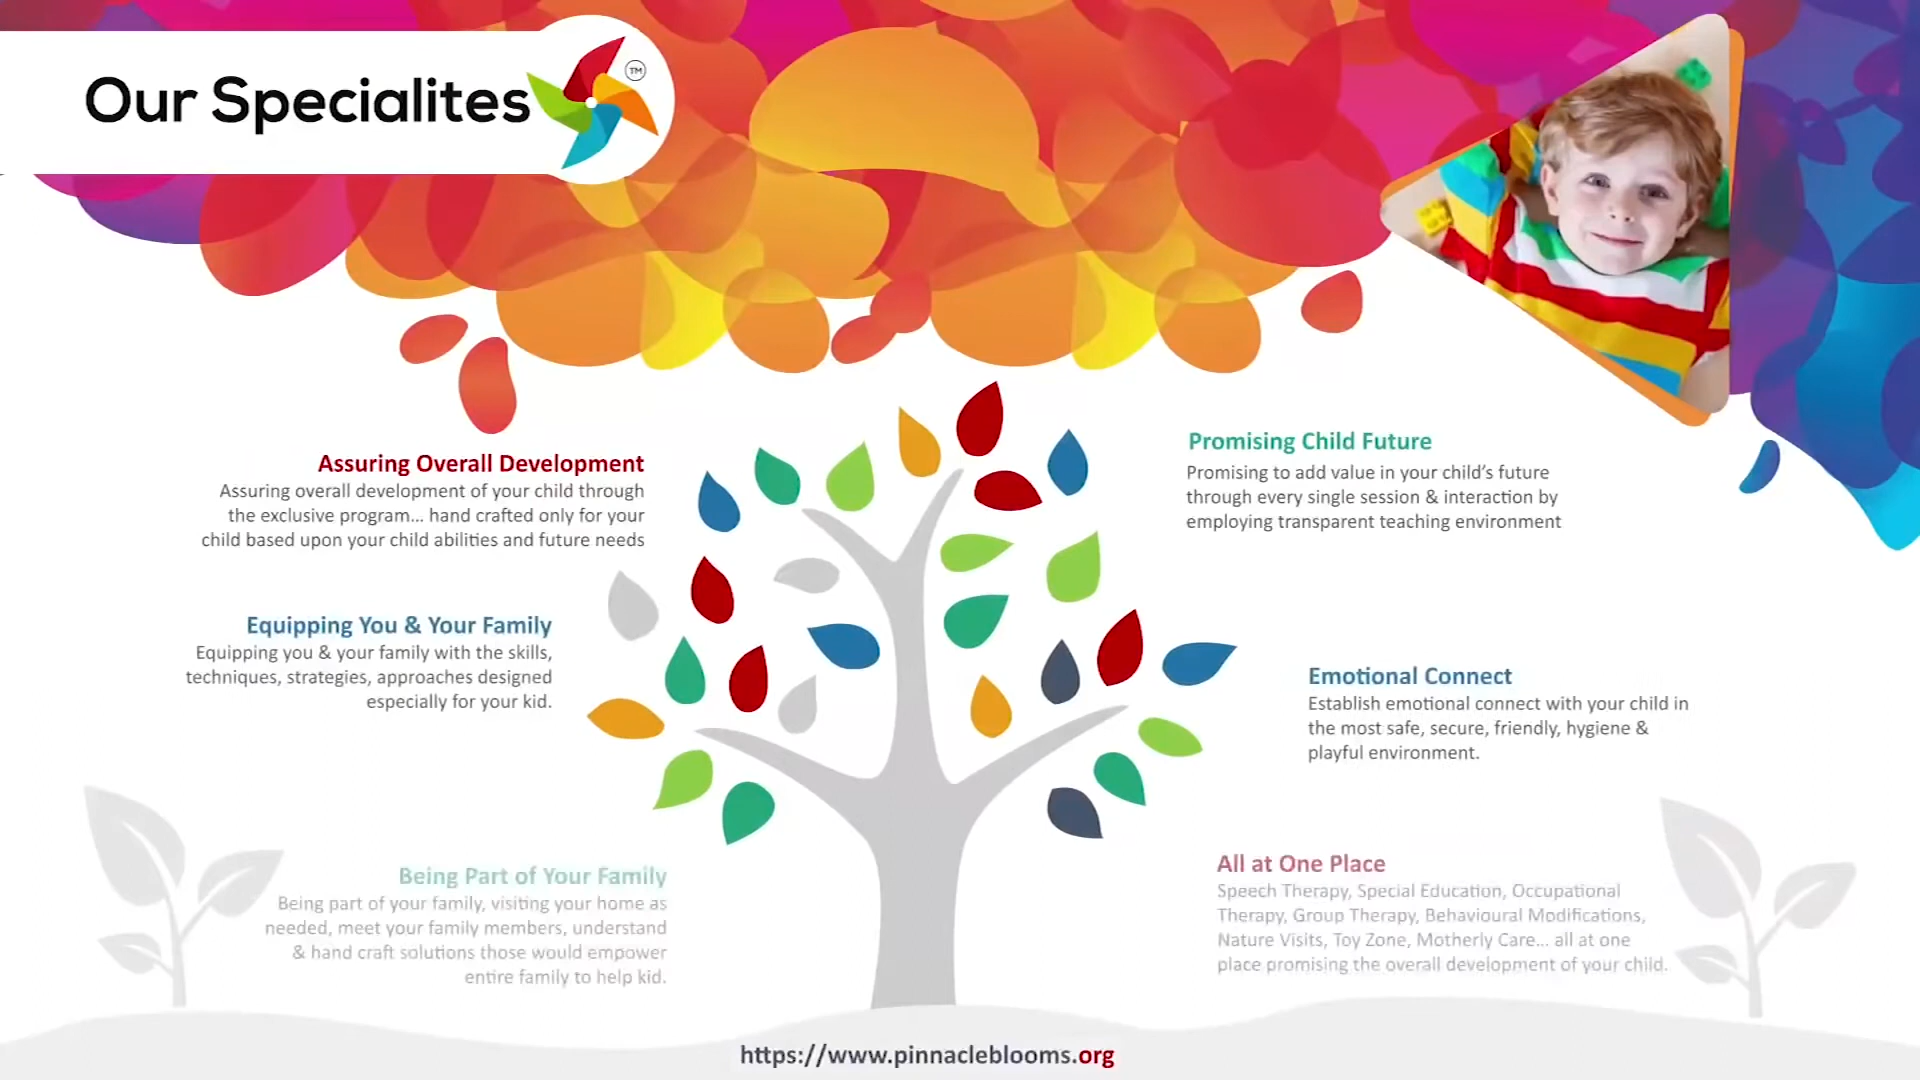 Our Specialites
TM
Assuring Overall Development
Assuring overall development of your child through
the exclusive program... hand crafted only for your
child based upon your child abilities and future needs
Equipping You & Your Family
Equipping you & your family with the skills,
techniques, strategies, approaches designed
especially for your kid.
Being Part of Your Family
Being part of your family, visiting your home as
needed, meet your family members, understand
& hand craft solutions those would empower
entire family to help kid.
Promising Child Future
Promising to add value in your child's future
through every single session & interaction by
employing transparent teaching environment
Emotional Connect
Establish emotional connect with your child in
the most safe, secure, friendly, hygiene &
playful environment.
All at One Place
Speech Therapy, Special Education, Occupational
Therapy, Group Therapy, Behavioural Modifications,
Nature Visits, Toy Zone, Motherly Care... all at one
place promising the overall development of your child.
https://www.pinnacleblooms.org